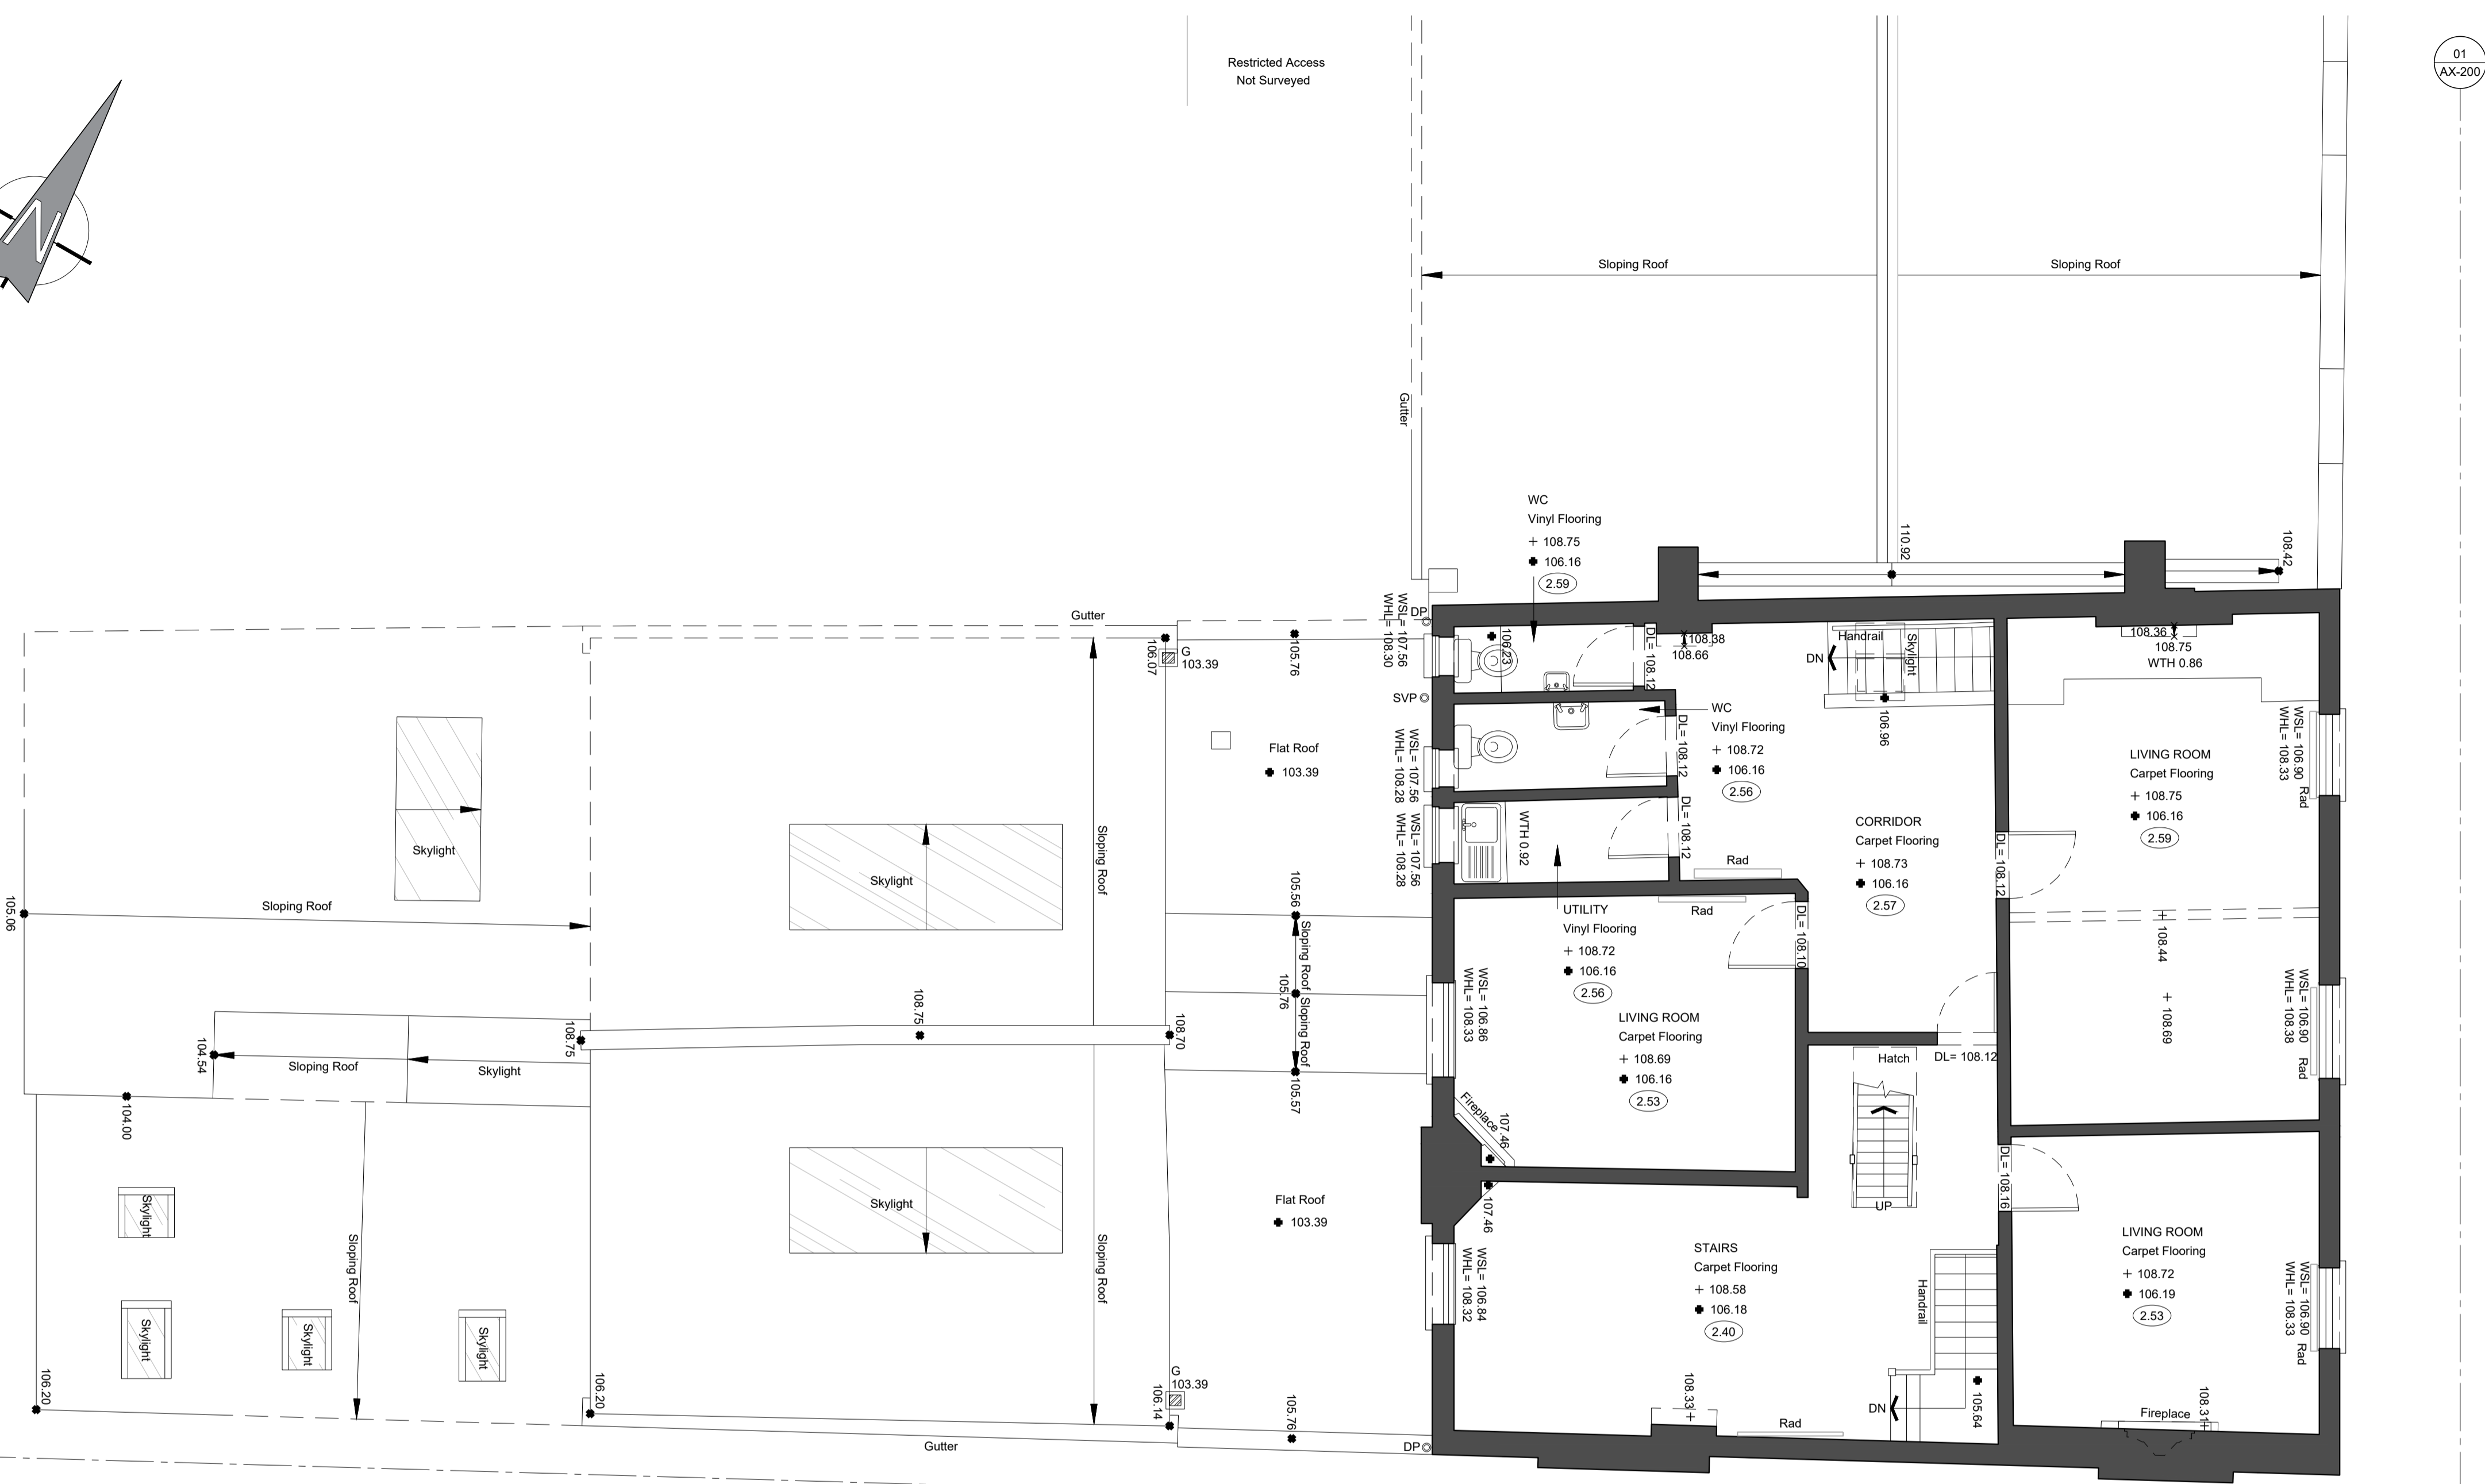 Restricted Access
Not Surveyed
01
AX-200
N
Sloping Roof
Sloping Roof
Gutter
WC
Vinyl Flooring
+ 108.75
106.16
2.59
110.92
108.42
Gutter
106.07
G
103.39
105.76
WSL= 107.56
WHL= 108.30
DP
106.23
DL= 108.12
108.38
108.66
Handrail
Skylight
DN
106.96
108.36
108.75
WTH 0.86
SVP
WC
Vinyl Flooring
+ 108.72
106.16
2.56
DL= 108.12
WSL= 107.56
WHL= 108.28
Flat Roof
103.39
LIVING ROOM
Carpet Flooring
+ 108.75
106.16
2.59
WSL= 106.90
WHL= 108.33
Rad
Skylight
Skylight
Sloping Roof
WSL= 107.56
WHL= 108.28
WTH 0.92
DL= 108.12
Rad
CORRIDOR
Carpet Flooring
+ 108.73
106.16
2.57
DL= 108.12
105.06
Sloping Roof
105.56
Sloping Roof
105.76
Sloping Roof
105.57
UTILITY
Vinyl Flooring
+ 108.72
106.16
2.56
Rad
DL= 108.10
+ 108.44
+ 108.69
WSL= 106.86
WHL= 108.33
WSL= 106.90
WHL= 108.38
Rad
LIVING ROOM
Carpet Flooring
+ 108.69
106.16
2.53
108.75
108.75
108.70
104.54
Sloping Roof
Skylight
104.00
Hatch
DL= 108.12
Fireplace
107.46
107.46
UP
DL= 108.16
Skylight
Skylight
Flat Roof
103.39
Sloping Roof
Sloping Roof
STAIRS
Carpet Flooring
+ 108.58
106.18
2.40
WSL= 106.84
WHL= 108.32
Handrail
LIVING ROOM
Carpet Flooring
+ 108.72
106.19
2.53
WSL= 106.90
WHL= 108.33
Rad
Skylight
Skylight
Skylight
106.20
106.20
G
103.39
106.14
105.76
108.33
Rad
DN
105.64
Fireplace
108.31
Gutter
DP